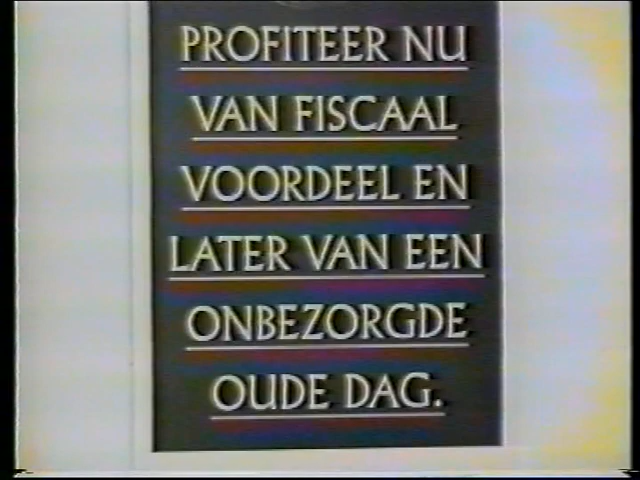 PROFITEER NU
VAN FISCAAL
VOORDEEL EN
LATER VAN EEN
ONBEZORGDE
OUDE DAG.